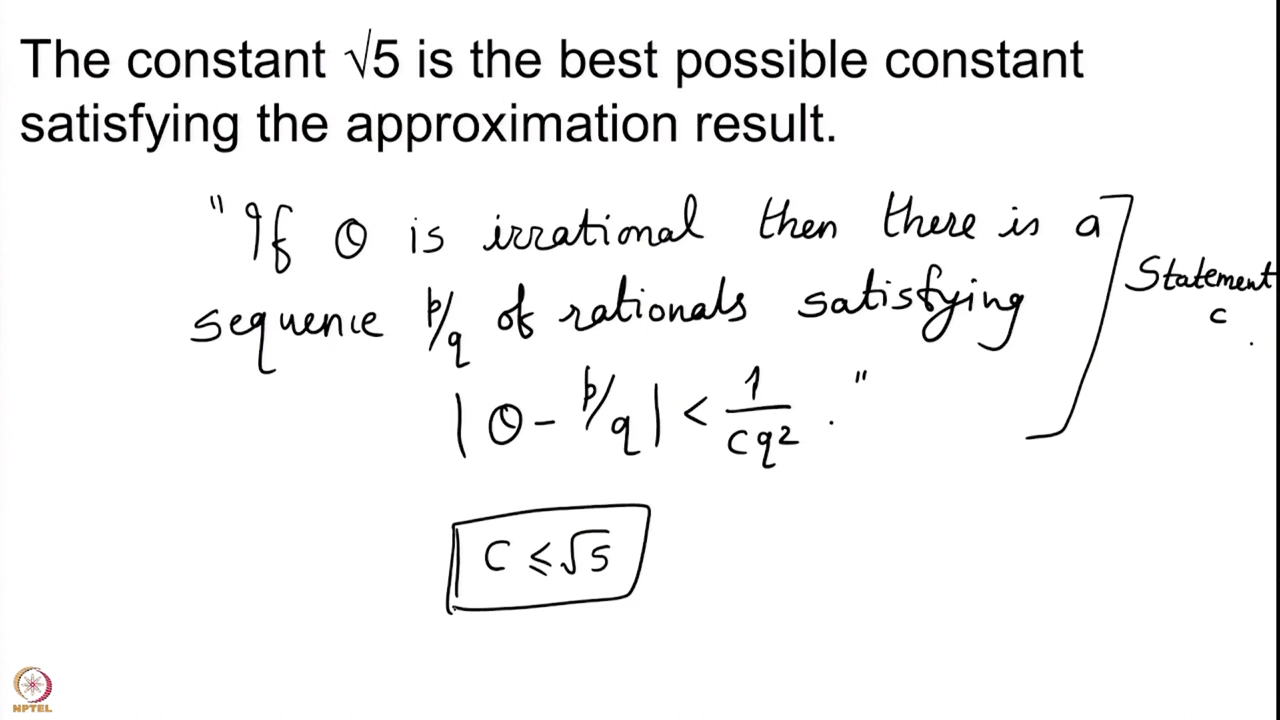 The constant √5 is the best possible constant
satisfying the approximation result.
"If θ is irrational then there is a
sequence p/q of rationals satisfying
|θ - p/q| < 1/cq² . "
Statement
c
C ≤ √5
NPTEL